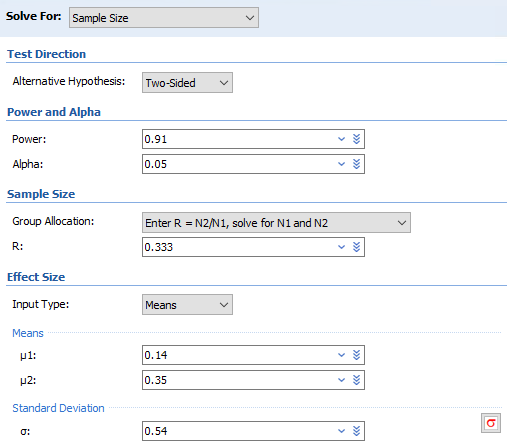 Solve For: Sample Size
Test Direction
Alternative Hypothesis: Two-Sided
Power and Alpha
Power: 0.91
Alpha: 0.05
Sample Size
Group Allocation: Enter R = N2/N1, solve for N1 and N2
R: 0.333
Effect Size
Input Type: Means
Means
μ1: 0.14
μ2: 0.35
Standard Deviation
σ: 0.54
σ